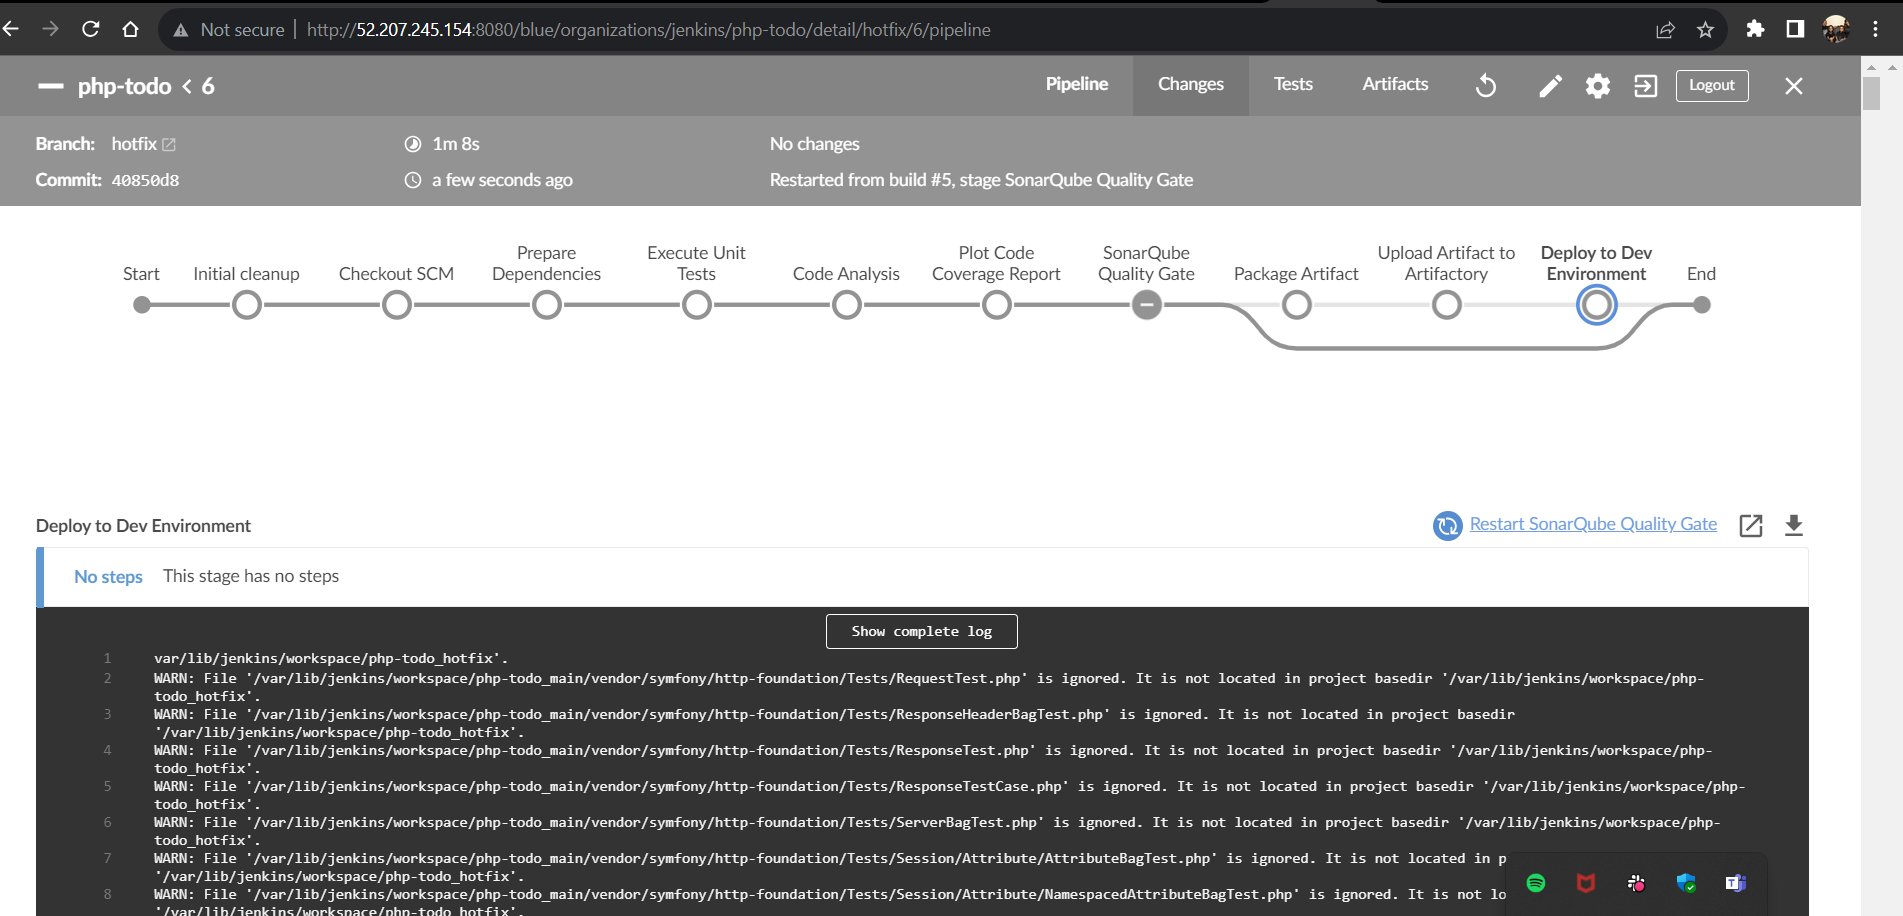 Not secure | http://52.207.245.154:8080/blue/organizations/jenkins/php-todo/detail/hotfix/6/pipeline
php-todo < 6
Pipeline
Changes
Tests
Artifacts
Logout
Branch: hotfix
1m 8s
No changes
Commit: 40850d8
a few seconds ago
Restarted from build #5, stage SonarQube Quality Gate
Start
Initial cleanup
Checkout SCM
Prepare
Dependencies
Execute Unit
Tests
Code Analysis
Plot Code
Coverage Report
SonarQube
Quality Gate
Package Artifact
Upload Artifact to
Artifactory
Deploy to Dev
Environment
End
Deploy to Dev Environment
Restart SonarQube Quality Gate
No steps This stage has no steps
Show complete log
1 var/lib/jenkins/workspace/php-todo_hotfix'.
2 WARN: File '/var/lib/jenkins/workspace/php-todo_main/vendor/symfony/http-foundation/Tests/RequestTest.php' is ignored. It is not located in project basedir '/var/lib/jenkins/workspace/php-
todo_hotfix'.
3 WARN: File '/var/lib/jenkins/workspace/php-todo_main/vendor/symfony/http-foundation/Tests/ResponseHeaderBagTest.php' is ignored. It is not located in project basedir
'/var/lib/jenkins/workspace/php-todo_hotfix'.
4 WARN: File '/var/lib/jenkins/workspace/php-todo_main/vendor/symfony/http-foundation/Tests/ResponseTest.php' is ignored. It is not located in project basedir '/var/lib/jenkins/workspace/php-
todo_hotfix'.
5 WARN: File '/var/lib/jenkins/workspace/php-todo_main/vendor/symfony/http-foundation/Tests/ResponseTestCase.php' is ignored. It is not located in project basedir '/var/lib/jenkins/workspace/php-
todo_hotfix'.
6 WARN: File '/var/lib/jenkins/workspace/php-todo_main/vendor/symfony/http-foundation/Tests/ServerBagTest.php' is ignored. It is not located in project basedir '/var/lib/jenkins/workspace/php-
todo_hotfix'.
7 WARN: File '/var/lib/jenkins/workspace/php-todo_main/vendor/symfony/http-foundation/Tests/Session/Attribute/AttributeBagTest.php' is ignored. It is not located in p
'/var/lib/jenkins/workspace/php-todo_hotfix'.
8 WARN: File '/var/lib/jenkins/workspace/php-todo_main/vendor/symfony/http-foundation/Tests/Session/Attribute/NamespacedAttributeBagTest.php' is ignored. It is not lo
'/var/lib/jenkins/workspace/php-todo_hotfix'.